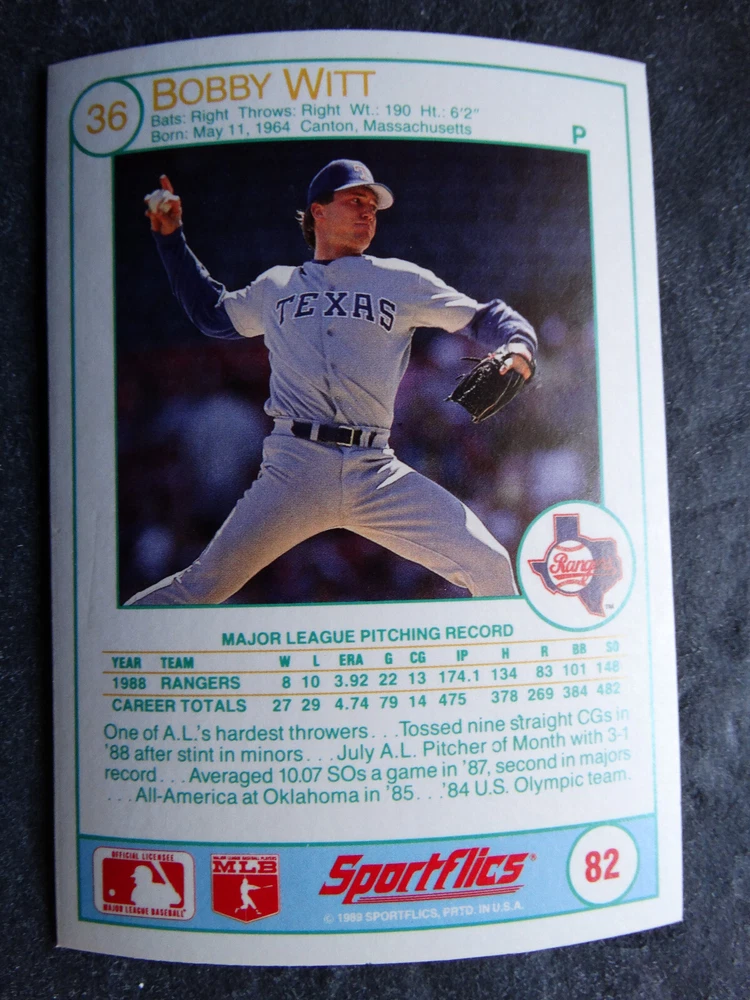 36
BOBBY WITT
Bats: Right Throws: Right Wt.: 190 Ht.: 6'2"
Born: May 11, 1964 Canton, Massachusetts
P
TEXAS
Rangers
TM
MAJOR LEAGUE PITCHING RECORD
YEAR TEAM W L ERA G CG IP H R BB SO
1988 RANGERS 8 10 3.92 22 13 174.1 134 83 101 148
CAREER TOTALS 27 29 4.74 79 14 475 378 269 384 482
One of A.L.'s hardest throwers...Tossed nine straight CGs in
'88 after stint in minors...July A.L. Pitcher of Month with 3-1
record...Averaged 10.07 SOs a game in '87, second in majors
...All-America at Oklahoma in '85...'84 U.S. Olympic team.
OFFICIAL LICENSEE
MAJOR LEAGUE BASEBALL
MAJOR LEAGUE BASEBALL PLAYERS
MLB
Sportflics®
© 1989 SPORTFLICS, PRTD. IN U.S.A.
82